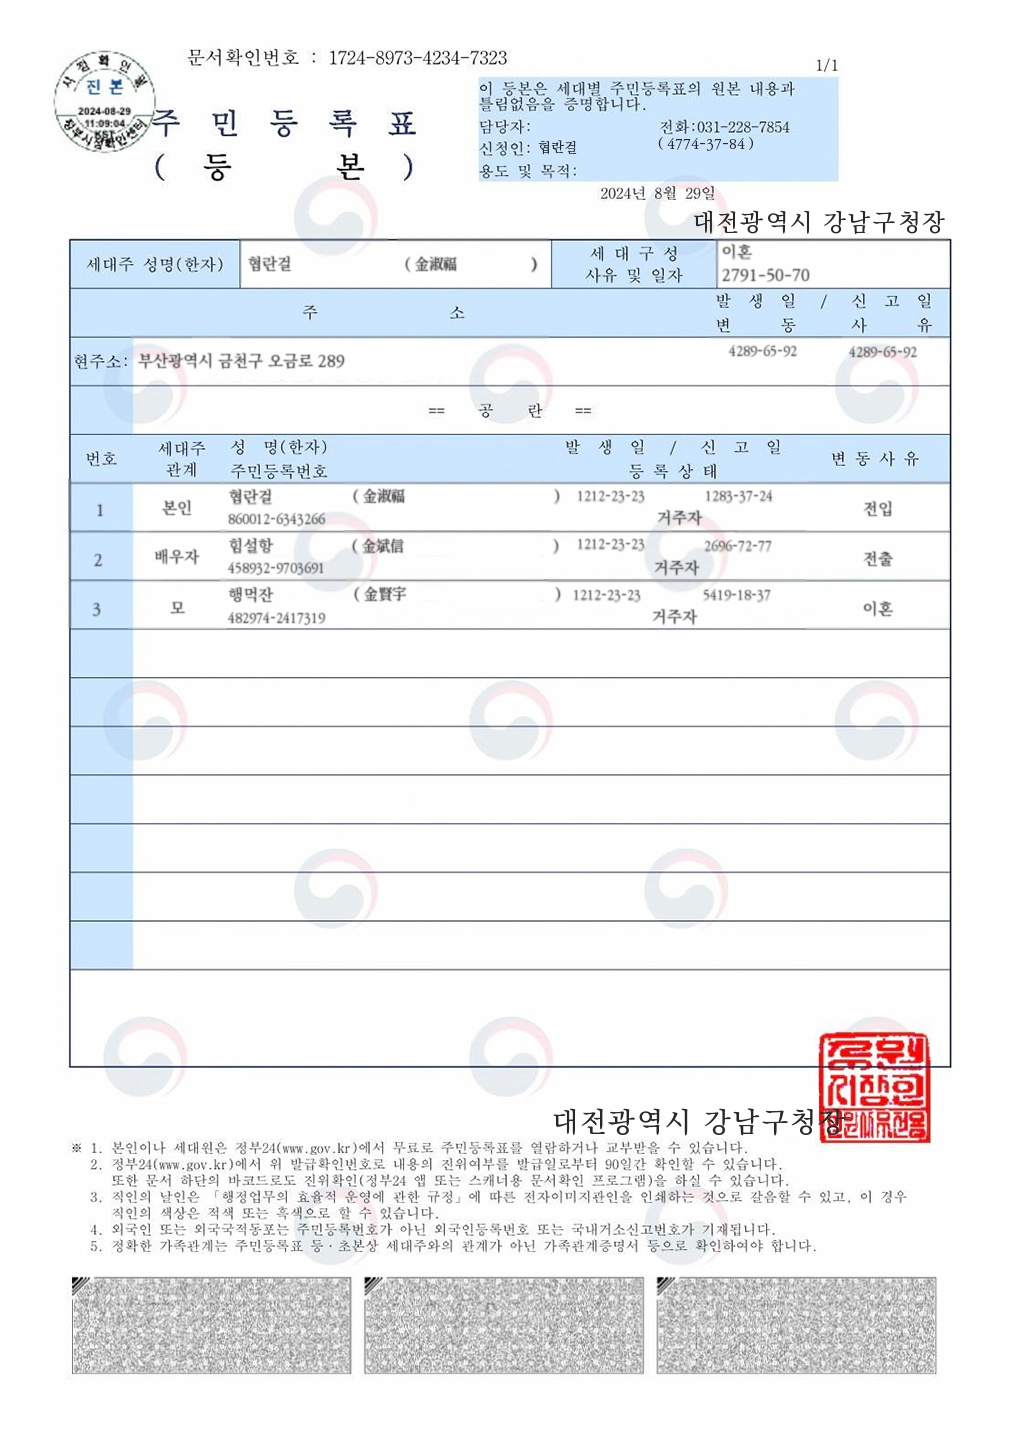 문서확인번호 : 1724-8973-4234-7323
1/1
시점확인필
진 본
2024-08-29
11:09:04
KST
정부시점확인센터
주 민 등 록 표
( 등 본 )
이 등본은 세대별 주민등록표의 원본 내용과
틀림없음을 증명합니다.
담당자: 전화:031-228-7854
신청인: 협란걸 ( 4774-37-84 )
용도 및 목적:
2024년 8월 29일
대전광역시 강남구청장
세대주 성명(한자) 협란걸 ( 金淑福 ) 세 대 구 성 이혼
사유 및 일자 2791-50-70
주 소 발 생 일 / 신 고 일
변 동 사 유
현주소: 부산광역시 금천구 오금로 289 4289-65-92 4289-65-92
== 공 란 ==
번호 세대주 성 명(한자) 발 생 일 / 신 고 일 변 동 사 유
관계 주민등록번호 등 록 상 태
1 본인 협란걸 ( 金淑福 ) 1212-23-23 1283-37-24 전입
860012-6343266 거주자
2 배우자 힘설항 ( 金斌信 ) 1212-23-23 2696-72-77 전출
458932-9703691 거주자
3 모 행먹잔 ( 金賢宇 ) 1212-23-23 5419-18-37 이혼
482974-2417319 거주자
대전광역시 강남구청장
※ 1. 본인이나 세대원은 정부24(www.gov.kr)에서 무료로 주민등록표를 열람하거나 교부받을 수 있습니다.
2. 정부24(www.gov.kr)에서 위 발급확인번호로 내용의 진위여부를 발급일로부터 90일간 확인할 수 있습니다.
또한 문서 하단의 바코드로도 진위확인(정부24 앱 또는 스캐너용 문서확인 프로그램)을 하실 수 있습니다.
3. 직인의 날인은 「행정업무의 효율적 운영에 관한 규정」에 따른 전자이미지관인을 인쇄하는 것으로 갈음할 수 있고, 이 경우
직인의 색상은 적색 또는 흑색으로 할 수 있습니다.
4. 외국인 또는 외국국적동포는 주민등록번호가 아닌 외국인등록번호 또는 국내거소신고번호가 기재됩니다.
5. 정확한 가족관계는 주민등록표 등·초본상 세대주와의 관계가 아닌 가족관계증명서 등으로 확인하여야 합니다.